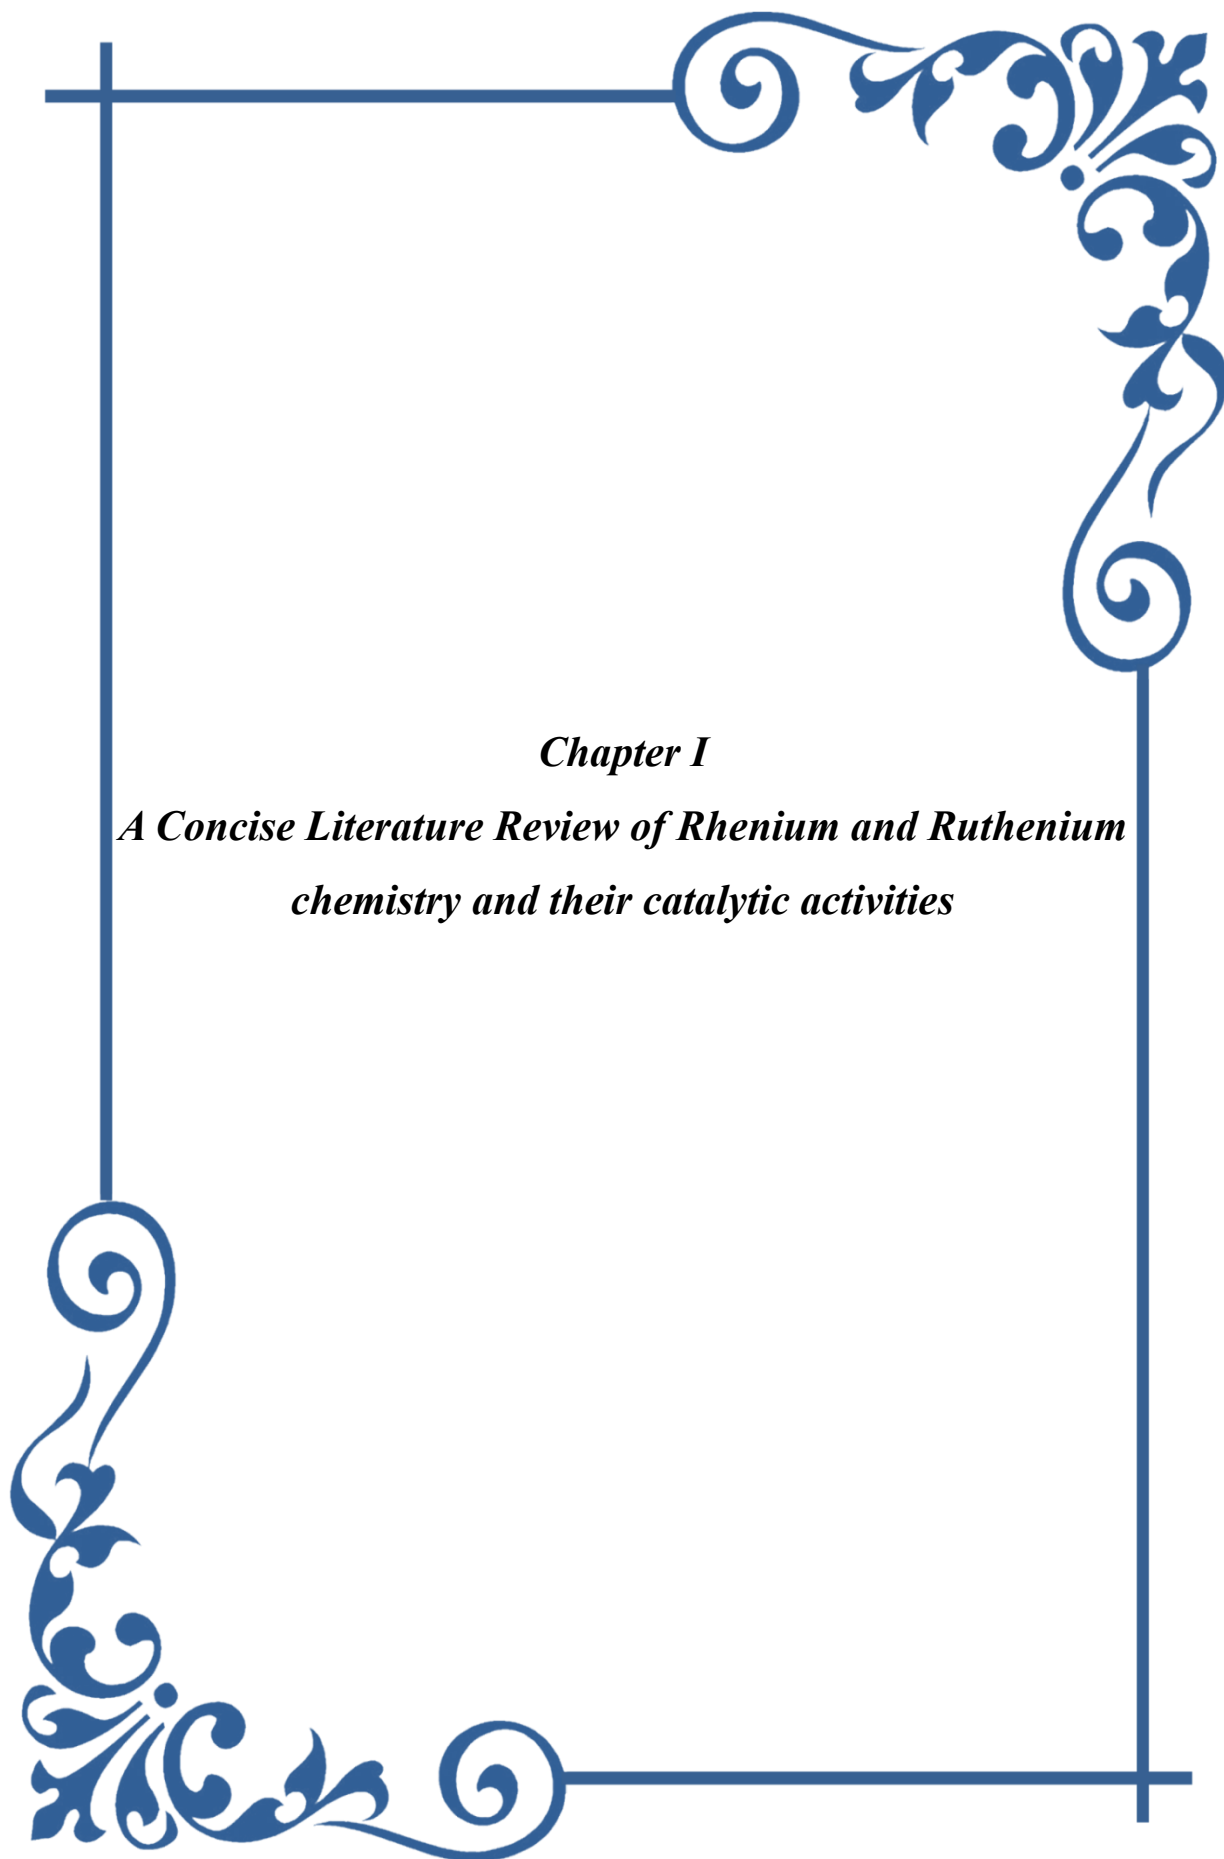 Chapter I
A Concise Literature Review of Rhenium and Ruthenium
chemistry and their catalytic activities